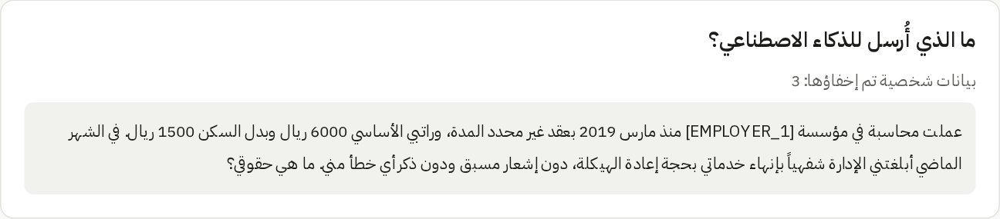 ما الذي أُرسل للذكاء الاصطناعي؟
بيانات شخصية تم إخفاؤها: 3
عملت محاسبة في مؤسسة [EMPLOYER_1] منذ مارس 2019 بعقد غير محدد المدة، وراتبي الأساسي 6000 ريال وبدل السكن 1500 ريال. في الشهر
الماضي أبلغتني الإدارة شفهياً بإنهاء خدماتي بحجة إعادة الهيكلة، دون إشعار مسبق ودون ذكر أي خطأ مني. ما هي حقوقي؟